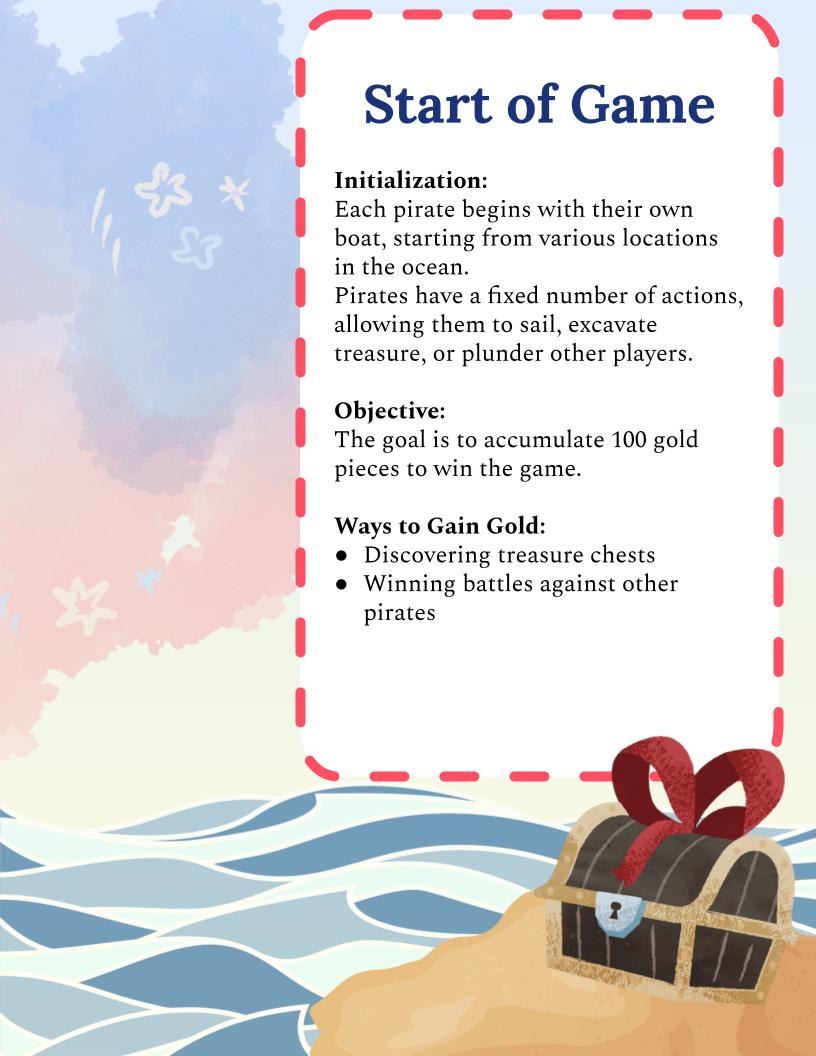 Start of Game
Initialization:
Each pirate begins with their own
boat, starting from various locations
in the ocean.
Pirates have a fixed number of actions,
allowing them to sail, excavate
treasure, or plunder other players.
Objective:
The goal is to accumulate 100 gold
pieces to win the game.
Ways to Gain Gold:
● Discovering treasure chests
● Winning battles against other
pirates